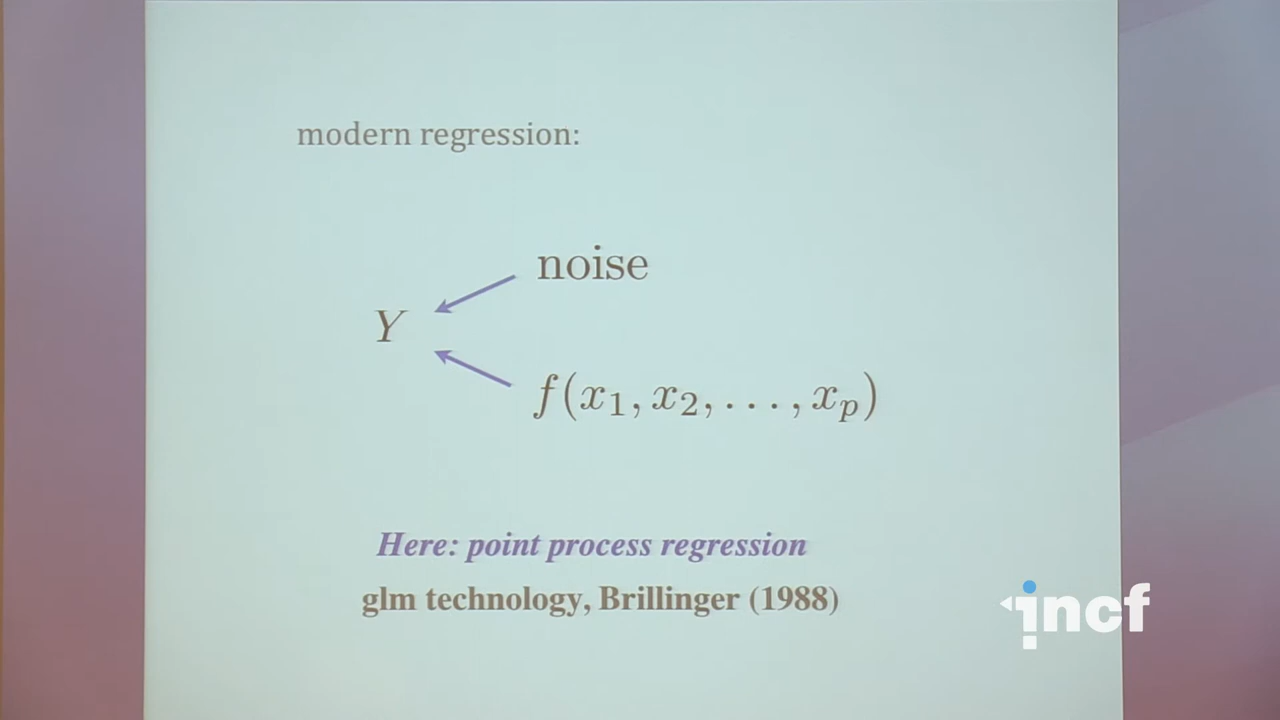 modern regression:
noise
Y
f(x₁, x₂, . . . , xₚ)
Here: point process regression
glm technology, Brillinger (1988)
incf